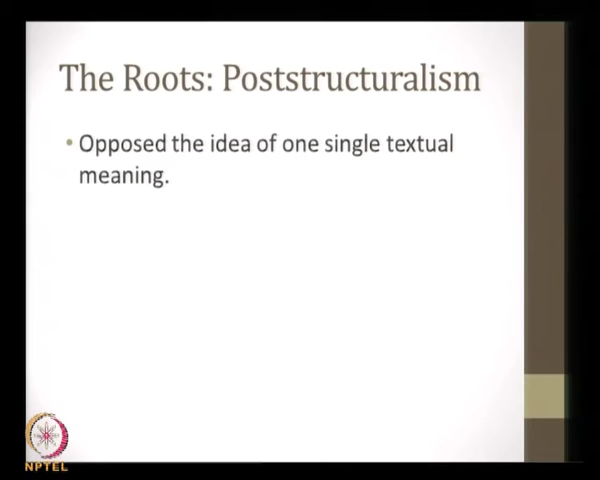 The Roots: Poststructuralism
• Opposed the idea of one single textual
meaning.
NPTEL